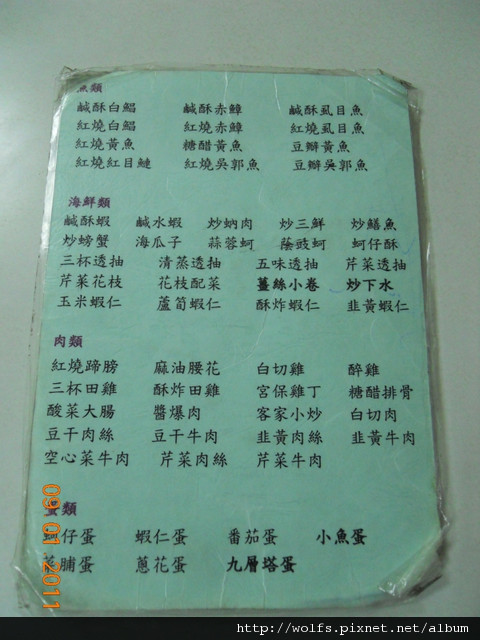 魚類
鹹酥白鯧 鹹酥赤鯮 鹹酥虱目魚
紅燒白鯧 紅燒赤鯮 紅燒虱目魚
紅燒黃魚 糖醋黃魚 豆瓣黃魚
紅燒紅目鰱 紅燒吳郭魚 豆瓣吳郭魚
海鮮類
鹹酥蝦 鹹水蝦 炒蚋肉 炒三鮮 炒鱔魚
炒螃蟹 海瓜子 蒜蓉蚵 蔭豉蚵 蚵仔酥
三杯透抽 清蒸透抽 五味透抽 芹菜透抽
芹茉花枝 花枝配菜 薑絲小卷 炒下水
玉米蝦仁 蘆筍蝦仁 酥炸蝦仁 韭黃蝦仁
肉類
紅燒蹄膀 麻油腰花 白切雞 醉雞
三杯田雞 酥炸田雞 宮保雞丁 糖醋排骨
酸菜大腸 醬爆肉 客家小炒 白切肉
豆干肉絲 豆干牛肉 韭黃肉絲 韭黃牛肉
空心菜牛肉 芹菜肉絲 芹菜牛肉
蛋類
蚵仔蛋 蝦仁蛋 番茄蛋 小魚蛋
菜脯蛋 蔥花蛋 九層塔蛋
09/01/2011
http://wolfs.pixnet.net/album